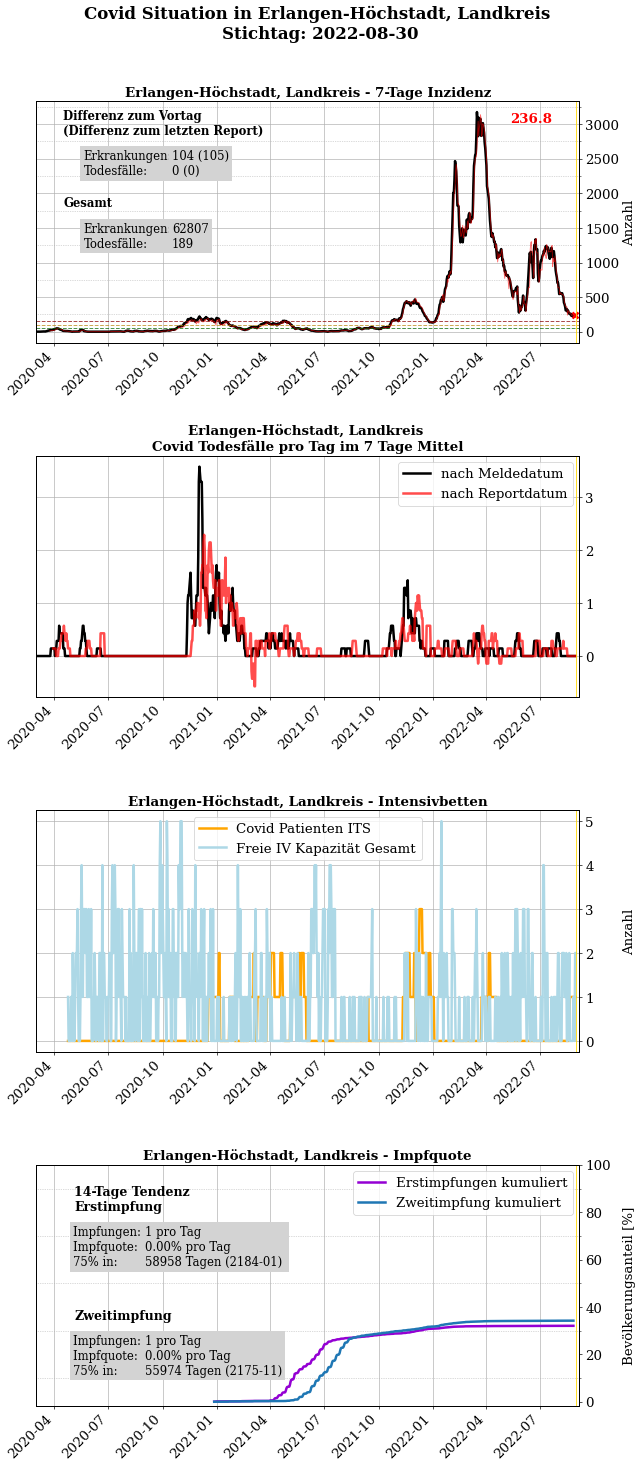 Covid Situation in Erlangen-Höchstadt, Landkreis
Stichtag: 2022-08-30
Erlangen-Höchstadt, Landkreis - 7-Tage Inzidenz
Differenz zum Vortag
(Differenz zum letzten Report)
Erkrankungen 104 (105)
Todesfälle: 0 (0)
Gesamt
Erkrankungen 62807
Todesfälle: 189
236.8
3000
2500
2000
1500
1000
500
0
Anzahl
2020-04
2020-07
2020-10
2021-01
2021-04
2021-07
2021-10
2022-01
2022-04
2022-07
Erlangen-Höchstadt, Landkreis
Covid Todesfälle pro Tag im 7 Tage Mittel
nach Meldedatum
nach Reportdatum
3
2
1
0
2020-04
2020-07
2020-10
2021-01
2021-04
2021-07
2021-10
2022-01
2022-04
2022-07
Erlangen-Höchstadt, Landkreis - Intensivbetten
Covid Patienten ITS
Freie IV Kapazität Gesamt
5
4
3
2
1
0
Anzahl
2020-04
2020-07
2020-10
2021-01
2021-04
2021-07
2021-10
2022-01
2022-04
2022-07
Erlangen-Höchstadt, Landkreis - Impfquote
14-Tage Tendenz
Erstimpfung
Impfungen: 1 pro Tag
Impfquote: 0.00% pro Tag
75% in: 58958 Tagen (2184-01)
Zweitimpfung
Impfungen: 1 pro Tag
Impfquote: 0.00% pro Tag
75% in: 55974 Tagen (2175-11)
Erstimpfungen kumuliert
Zweitimpfung kumuliert
100
80
60
40
20
0
Bevölkerungsanteil [%]
2020-04
2020-07
2020-10
2021-01
2021-04
2021-07
2021-10
2022-01
2022-04
2022-07